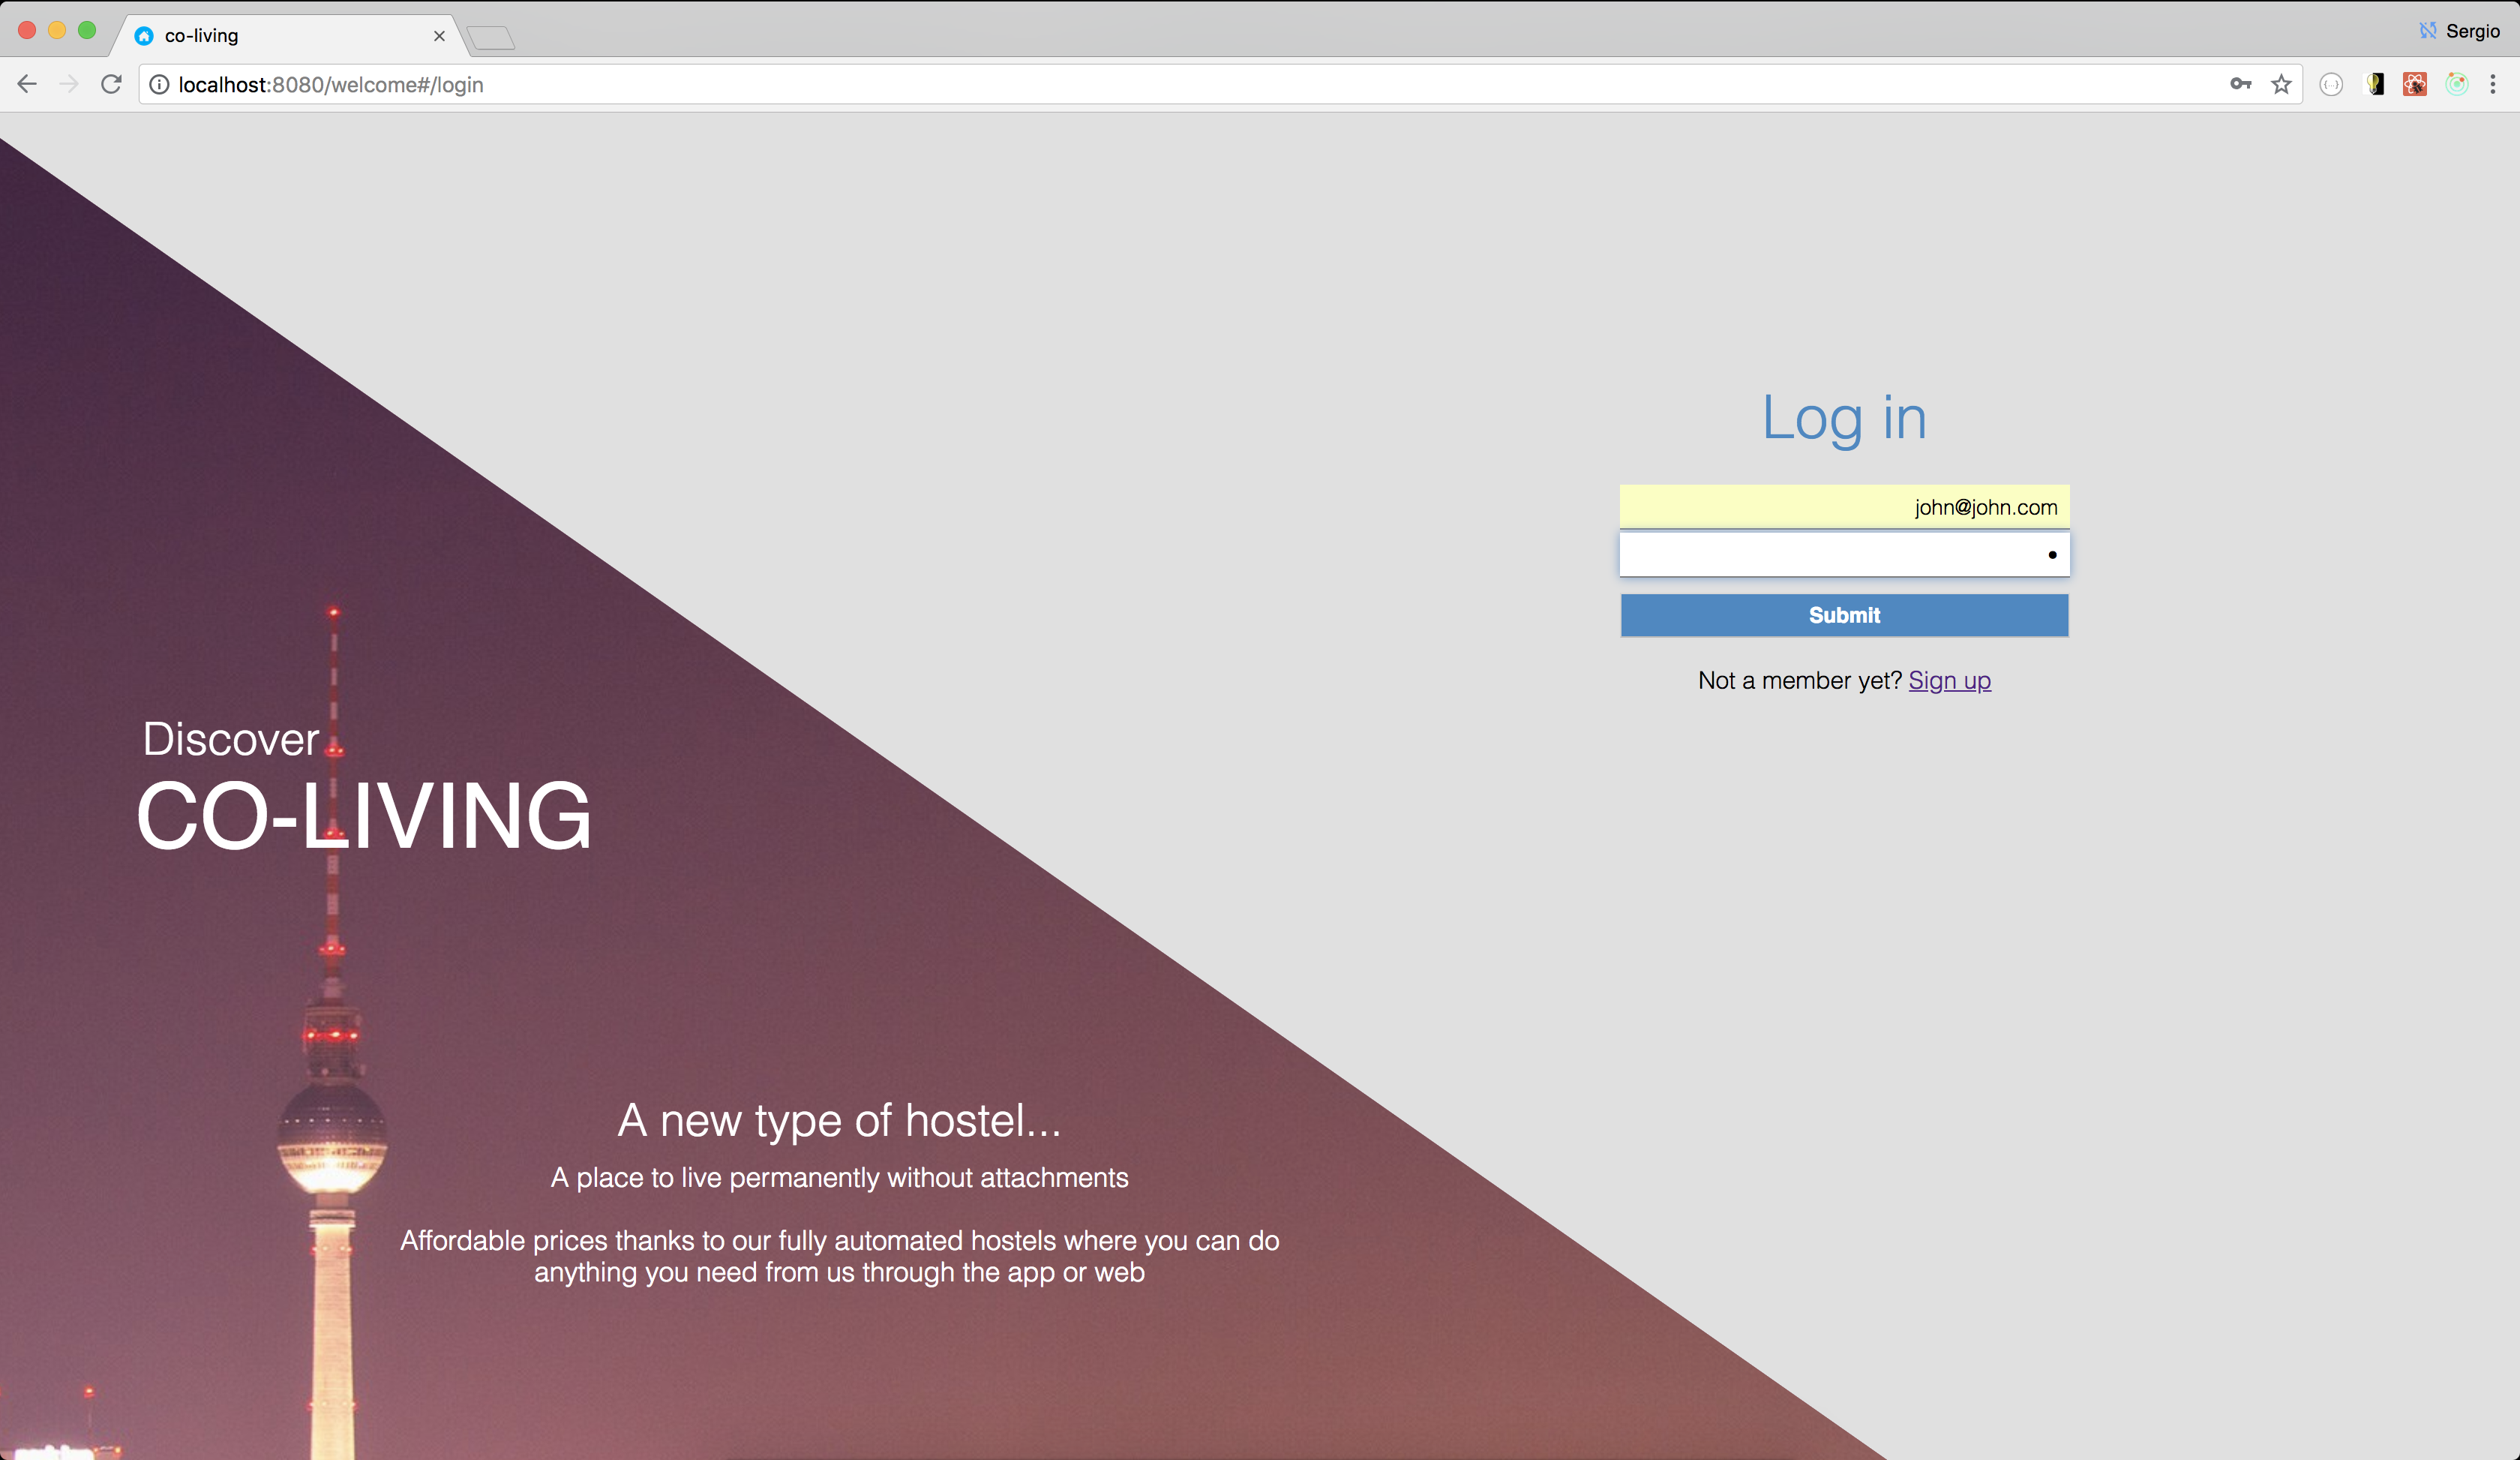 co-living
Sergio
localhost:8080/welcome#/login
Log in
john@john.com
Submit
Not a member yet? Sign up
Discover
CO-LIVING
A new type of hostel...
A place to live permanently without attachments
Affordable prices thanks to our fully automated hostels where you can do
anything you need from us through the app or web